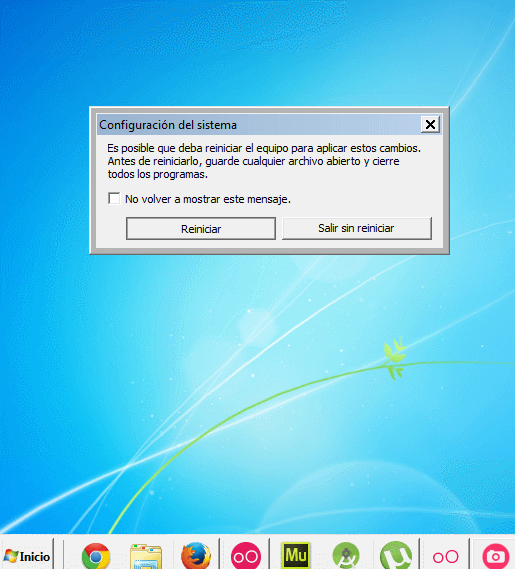 Configuración del sistema
Es posible que deba reiniciar el equipo para aplicar estos cambios.
Antes de reiniciarlo, guarde cualquier archivo abierto y cierre
todos los programas.
No volver a mostrar este mensaje.
Reiniciar
Salir sin reiniciar
Inicio
Mu